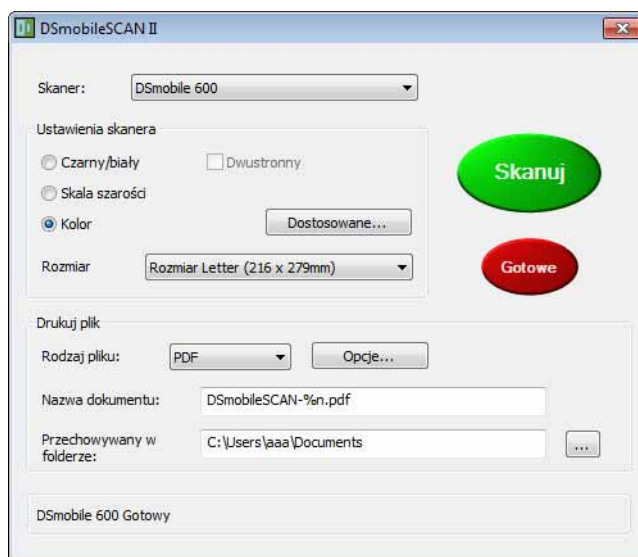 DSmobileSCAN II
Skaner: DSmobile 600
Ustawienia skanera
Czarny/biały Dwustronny
Skala szarości
Kolor Dostosowane...
Rozmiar Rozmiar Letter (216 x 279mm)
Skanuj
Gotowe
Drukuj plik
Rodzaj pliku: PDF Opcje...
Nazwa dokumentu: DSmobileSCAN-%n.pdf
Przechowywany w
folderze: C:\Users\aaa\Documents ...
DSmobile 600 Gotowy